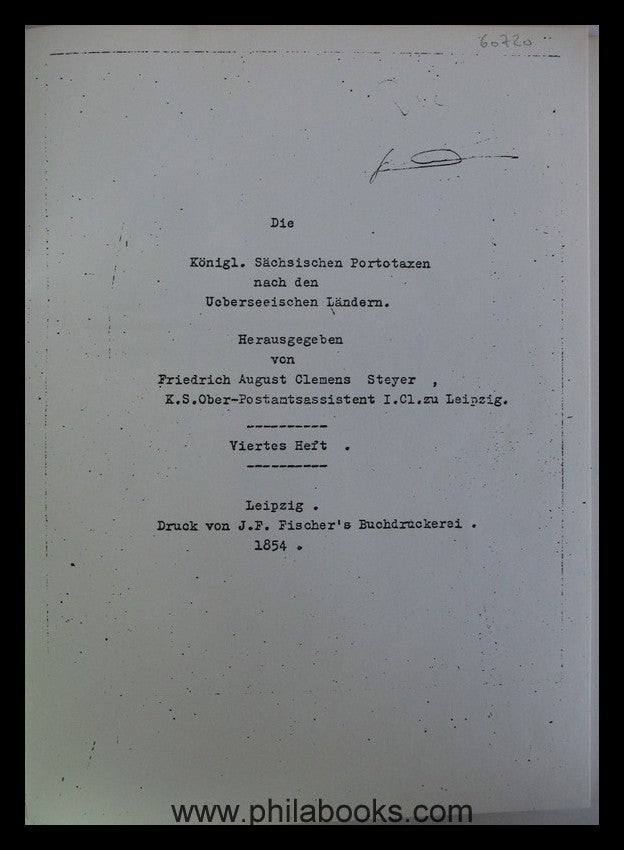 60720
Die
Königl. Sächsischen Portotaxen
nach den
Ueberseeischen Ländern.
Herausgegeben
von
Friedrich August Clemens Steyer ,
K.S.Ober-Postamtsassistent I.Cl.zu Leipzig.
----------
Viertes Heft .
----------
Leipzig .
Druck von J.F. Fischer's Buchdruckerei .
1854 .
www.philabooks.com